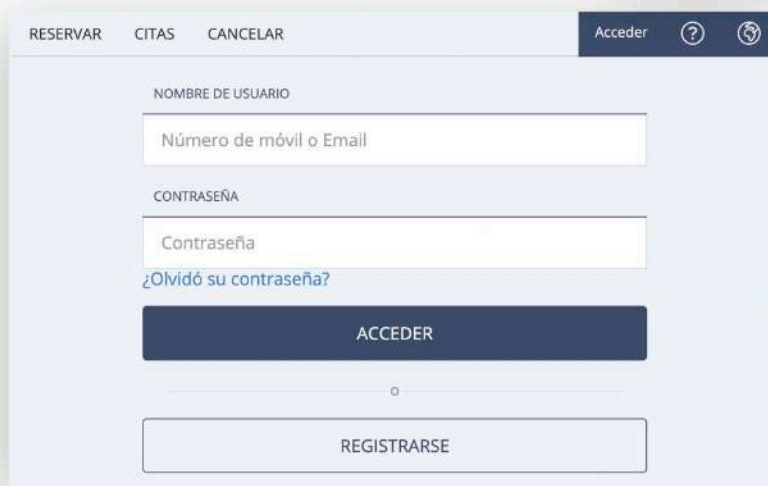 RESERVAR CITAS CANCELAR Acceder ?
NOMBRE DE USUARIO
Número de móvil o Email
CONTRASEÑA
Contraseña
¿Olvidó su contraseña?
ACCEDER
o
REGISTRARSE